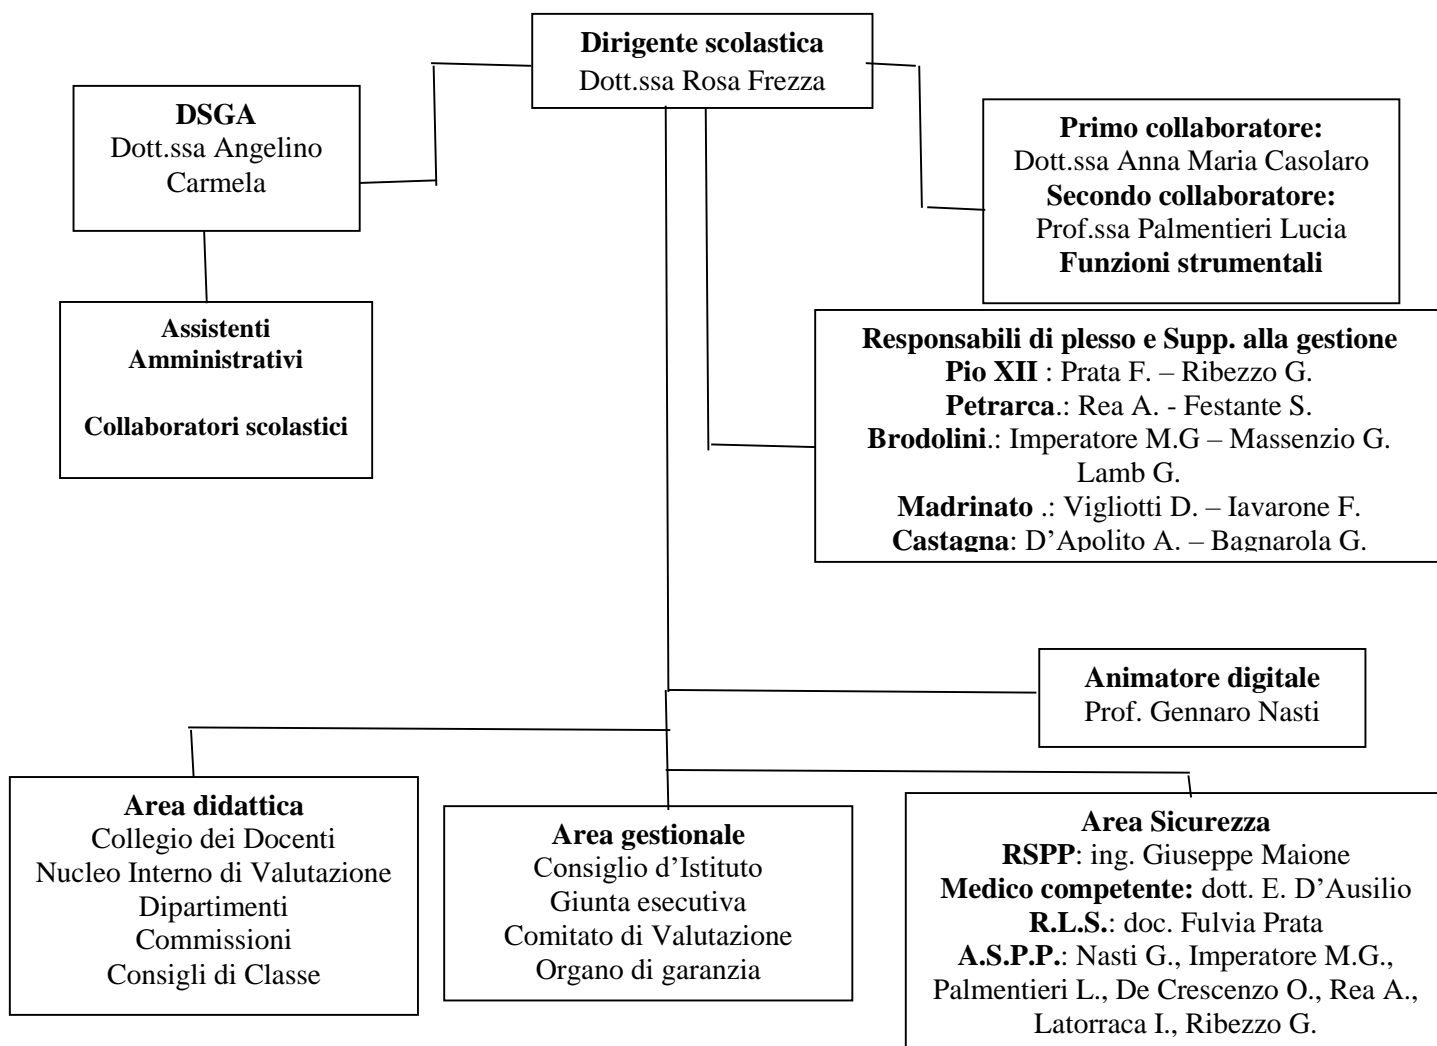 Dirigente scolastica
Dott.ssa Rosa Frezza
DSGA
Dott.ssa Angelino
Carmela
Primo collaboratore:
Dott.ssa Anna Maria Casolaro
Secondo collaboratore:
Prof.ssa Palmentieri Lucia
Funzioni strumentali
Assistenti
Amministrativi
Collaboratori scolastici
Responsabili di plesso e Supp. alla gestione
Pio XII : Prata F. – Ribezzo G.
Petrarca.: Rea A. - Festante S.
Brodolini.: Imperatore M.G – Massenzio G.
Lamb G.
Madrinato .: Vigliotti D. – Iavarone F.
Castagna: D’Apolito A. – Bagnarola G.
Animatore digitale
Prof. Gennaro Nasti
Area didattica
Collegio dei Docenti
Nucleo Interno di Valutazione
Dipartimenti
Commissioni
Consigli di Classe
Area gestionale
Consiglio d’Istituto
Giunta esecutiva
Comitato di Valutazione
Organo di garanzia
Area Sicurezza
RSPP: ing. Giuseppe Maione
Medico competente: dott. E. D’Ausilio
R.L.S.: doc. Fulvia Prata
A.S.P.P.: Nasti G., Imperatore M.G.,
Palmentieri L., De Crescenzo O., Rea A.,
Latorraca I., Ribezzo G.